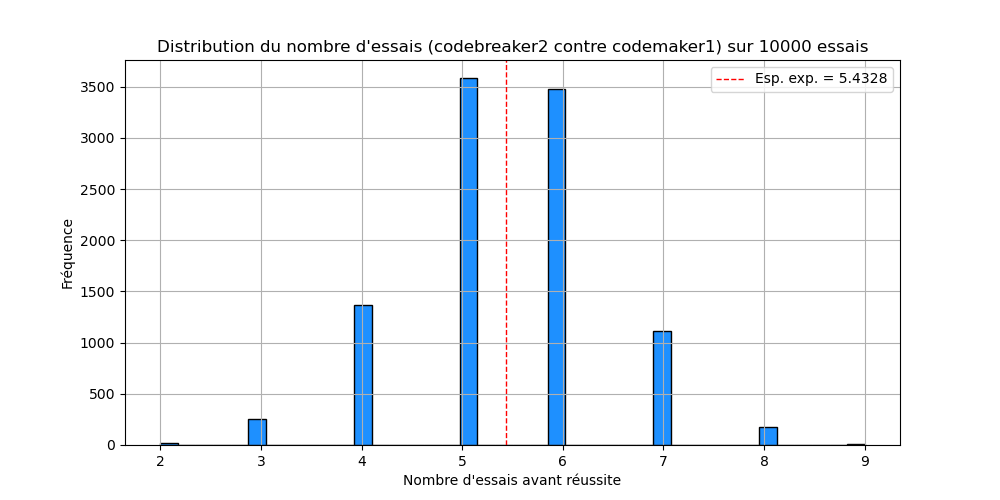 Distribution du nombre d'essais (codebreaker2 contre codemaker1) sur 10000 essais
Esp. exp. = 5.4328
Fréquence
3500
3000
2500
2000
1500
1000
500
0
2 3 4 5 6 7 8 9
Nombre d'essais avant réussite